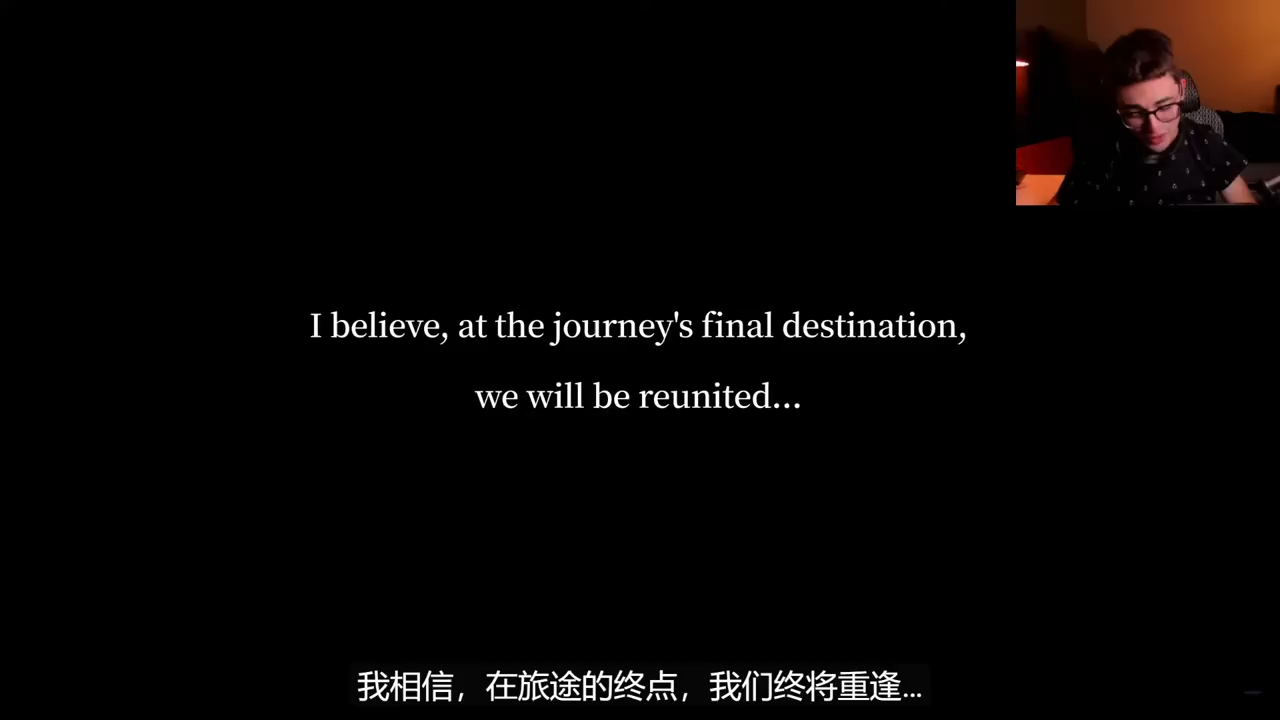 I believe, at the journey's final destination,
we will be reunited...
我相信，在旅途的终点，我们终将重逢...